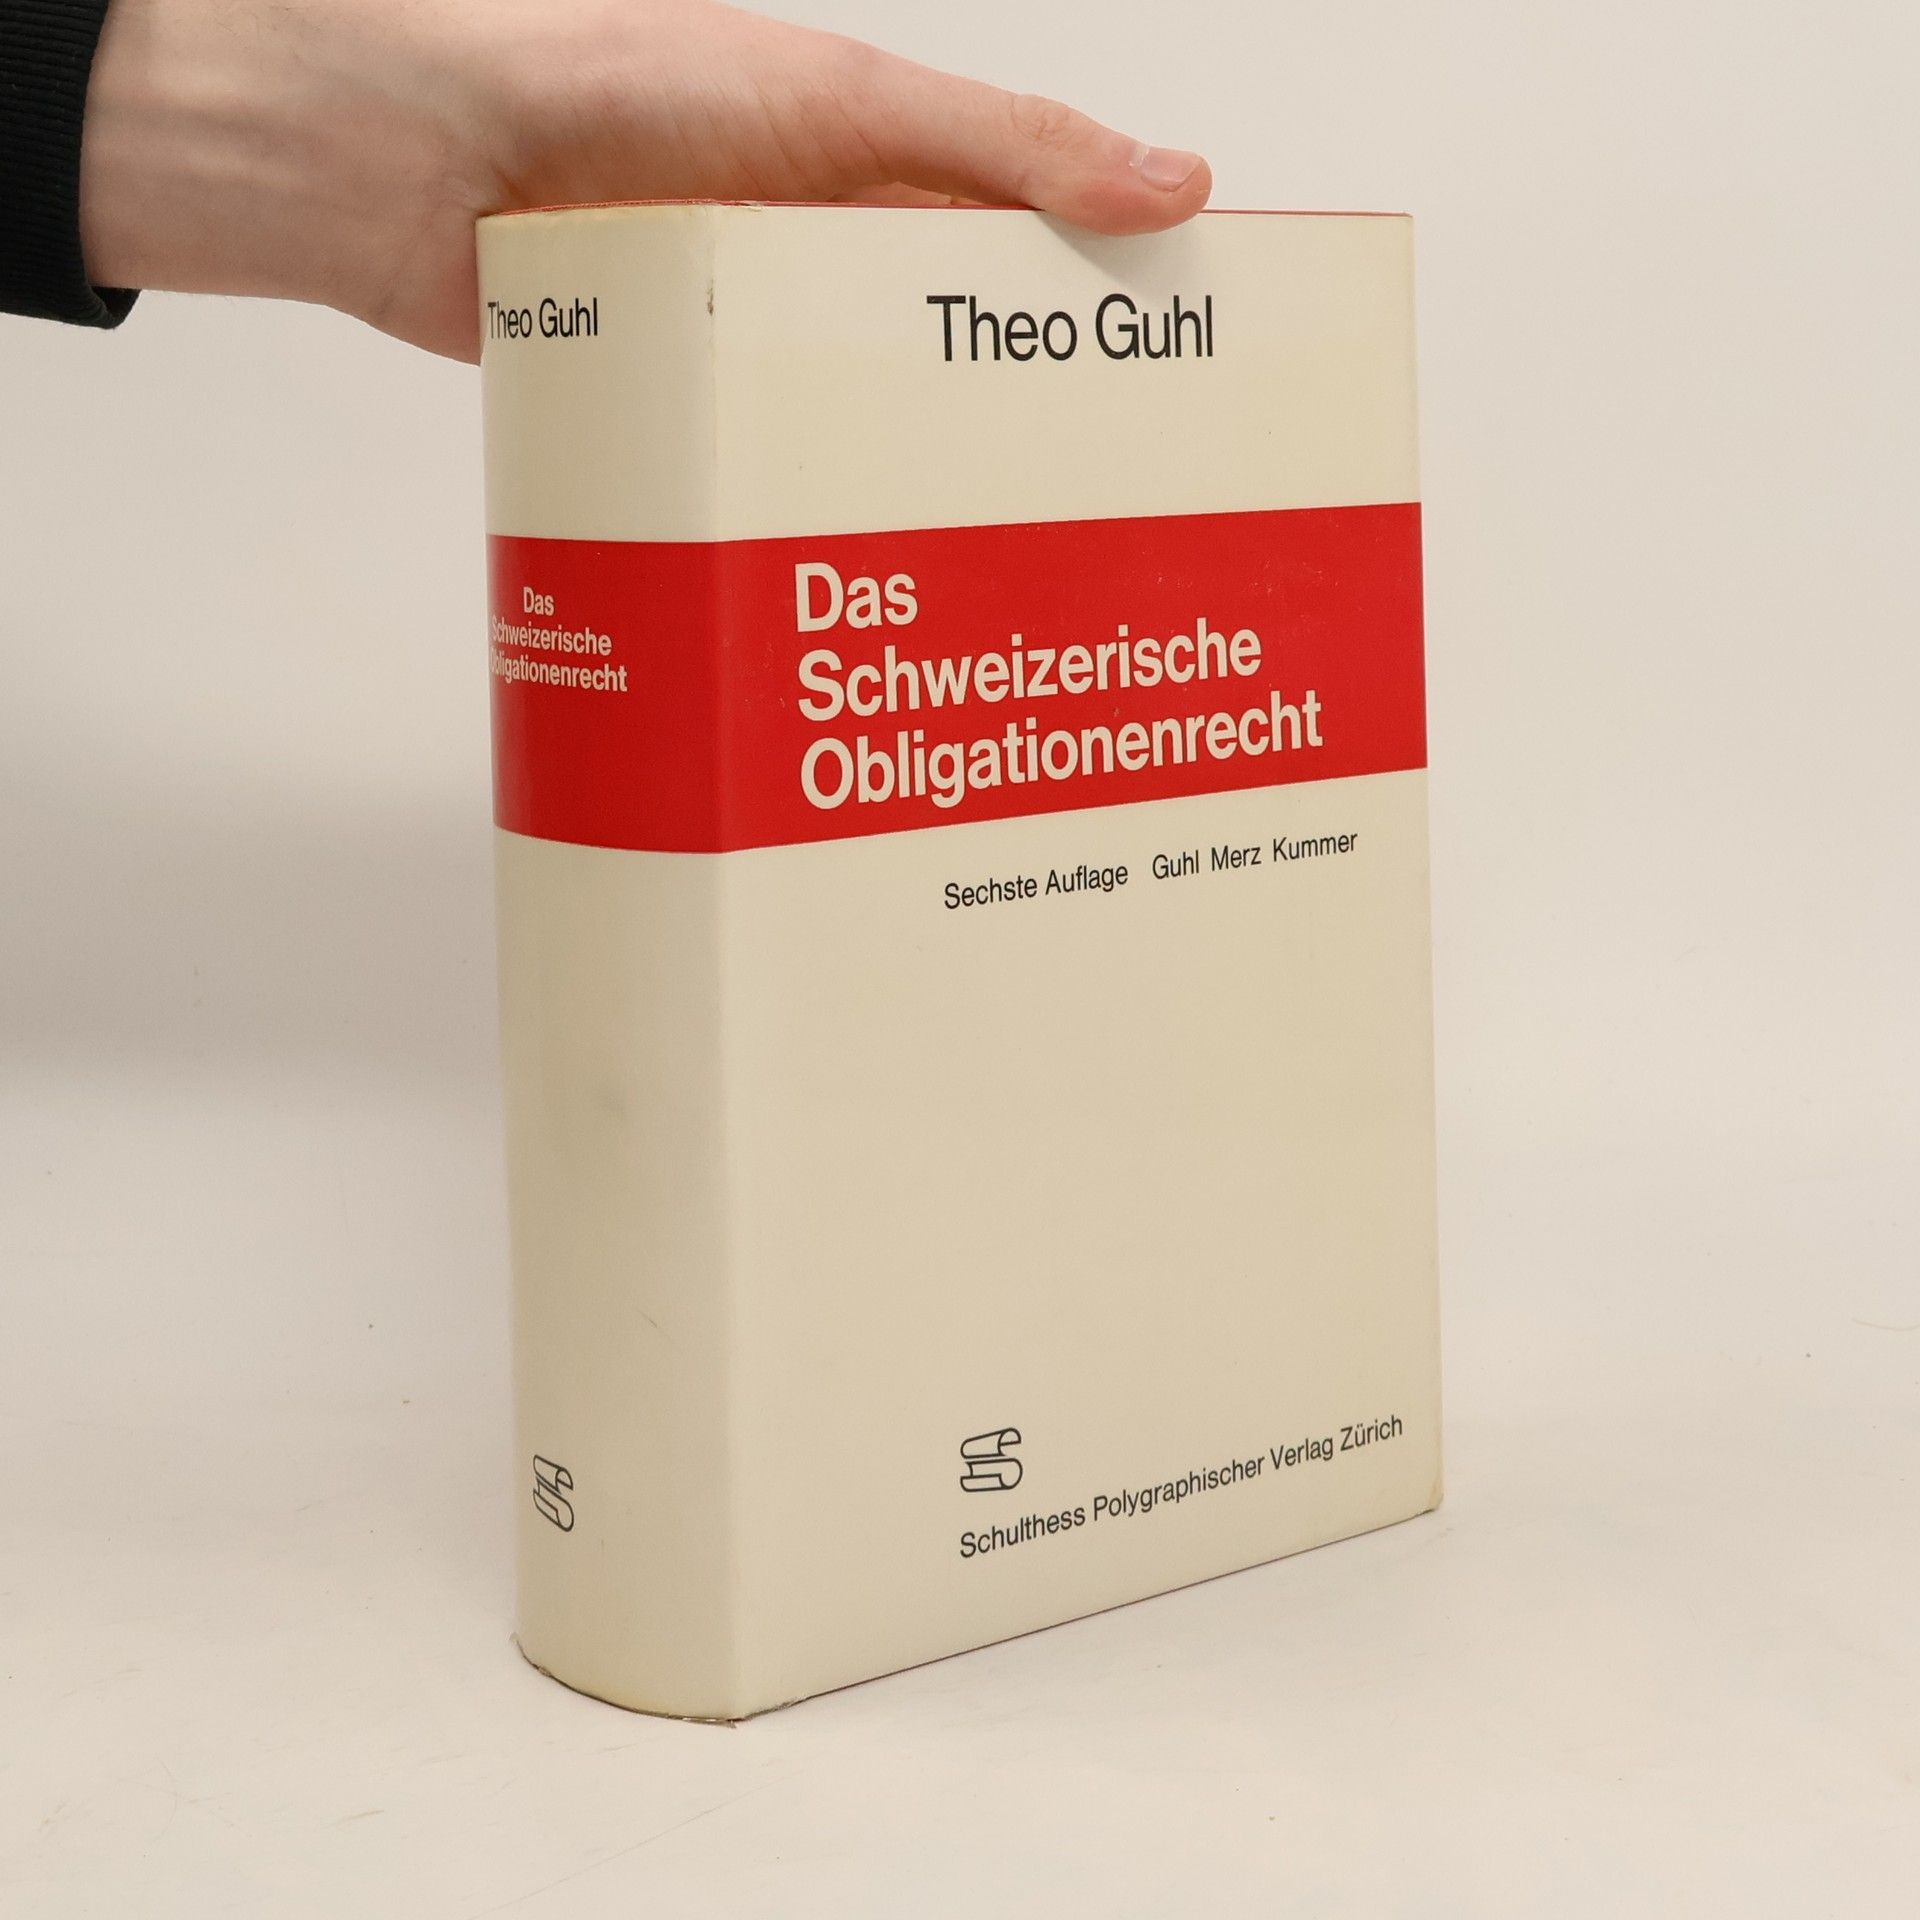 Theo Guhl
Das
Schweizerische
Obligationenrecht
Theo Guhl
Das
Schweizerische
Obligationenrecht
Sechste Auflage Guhl Merz Kummer
Schulthess Polygraphischer Verlag Zürich